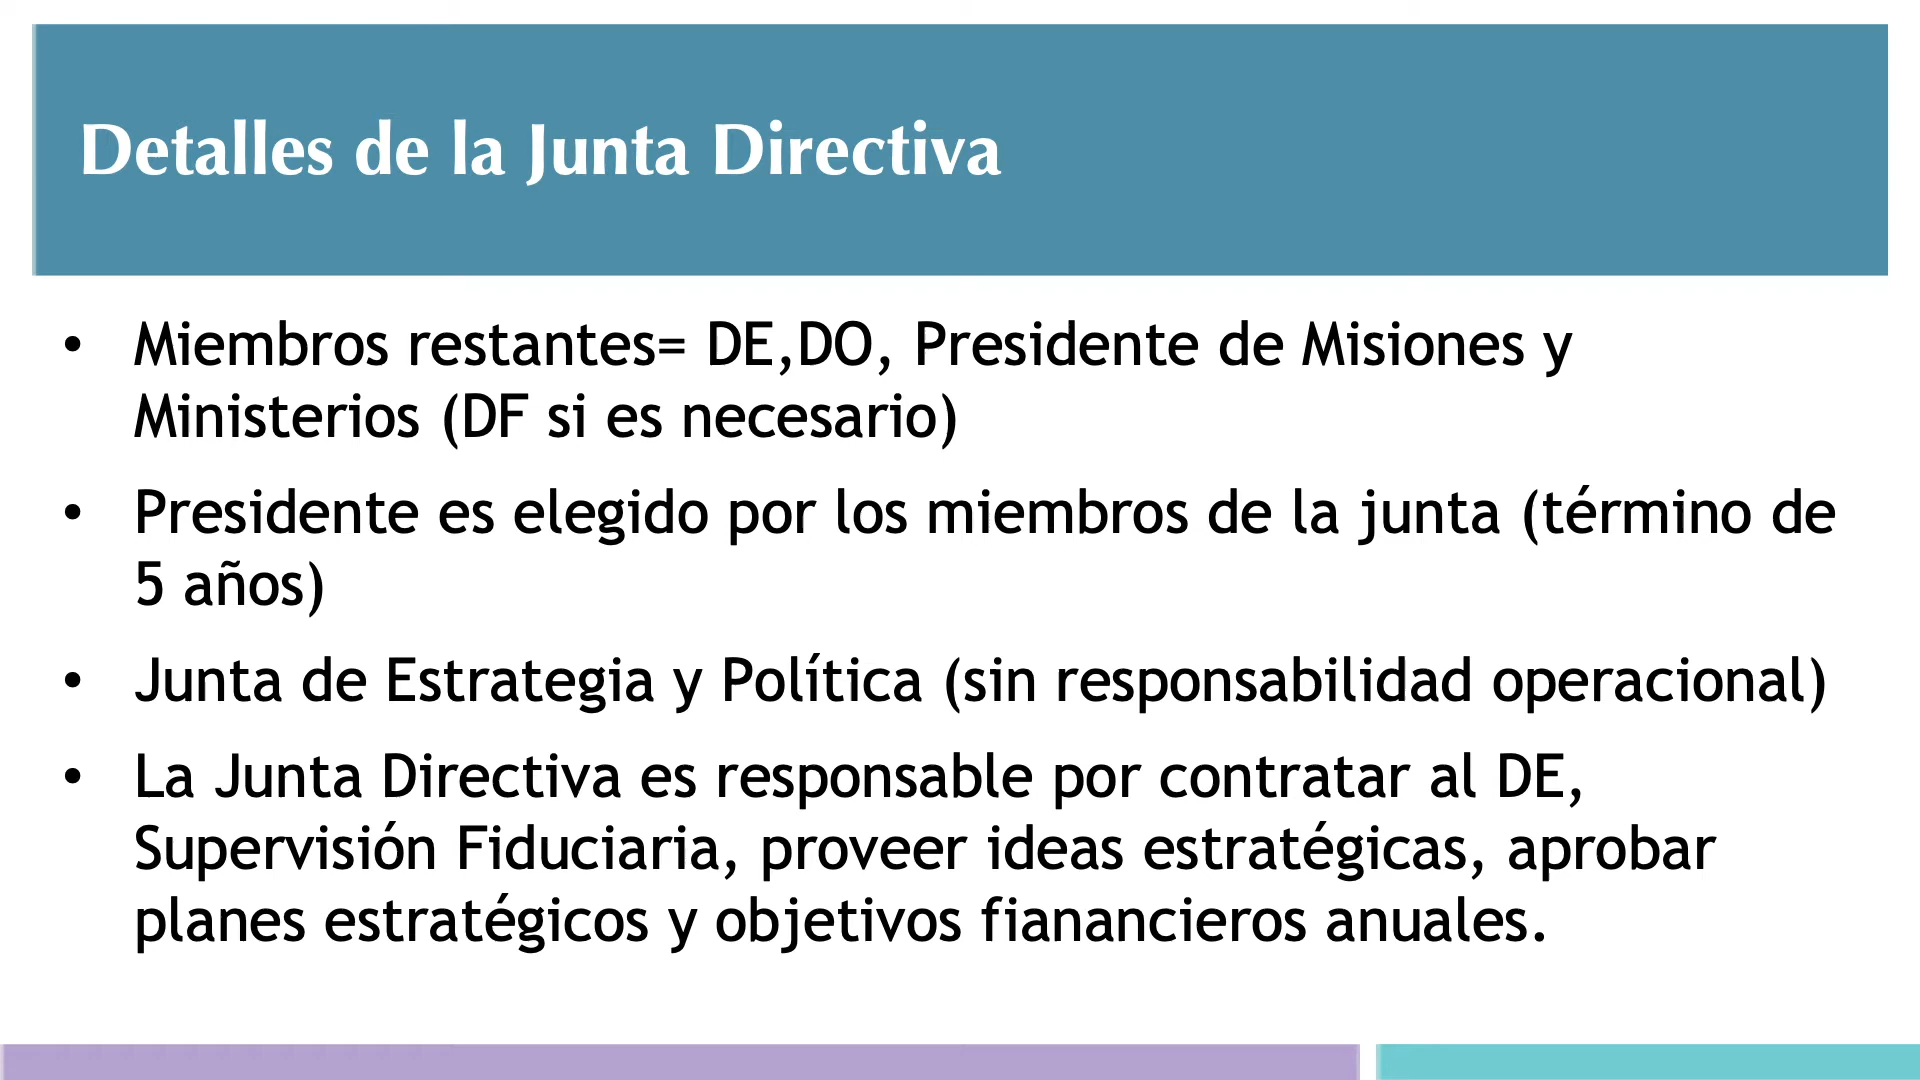 Detalles de la Junta Directiva
• Miembros restantes= DE,DO, Presidente de Misiones y
Ministerios (DF si es necesario)
• Presidente es elegido por los miembros de la junta (término de
5 años)
• Junta de Estrategia y Política (sin responsabilidad operacional)
• La Junta Directiva es responsable por contratar al DE,
Supervisión Fiduciaria, proveer ideas estratégicas, aprobar
planes estratégicos y objetivos fianancieros anuales.